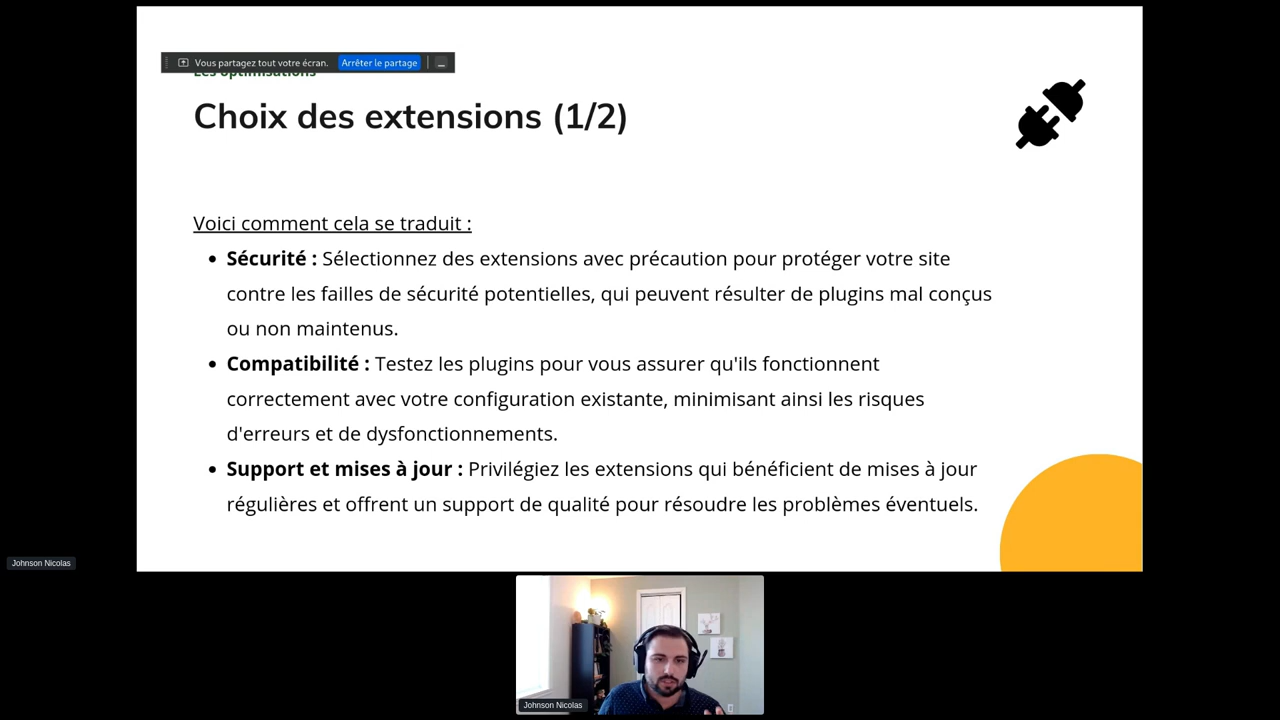 Vous partagez tout votre écran.
Arrêter le partage
Les optimisations
Choix des extensions (1/2)
Voici comment cela se traduit :
• Sécurité : Sélectionnez des extensions avec précaution pour protéger votre site
contre les failles de sécurité potentielles, qui peuvent résulter de plugins mal conçus
ou non maintenus.
• Compatibilité : Testez les plugins pour vous assurer qu'ils fonctionnent
correctement avec votre configuration existante, minimisant ainsi les risques
d'erreurs et de dysfonctionnements.
• Support et mises à jour : Privilégiez les extensions qui bénéficient de mises à jour
régulières et offrent un support de qualité pour résoudre les problèmes éventuels.
Johnson Nicolas
Johnson Nicolas